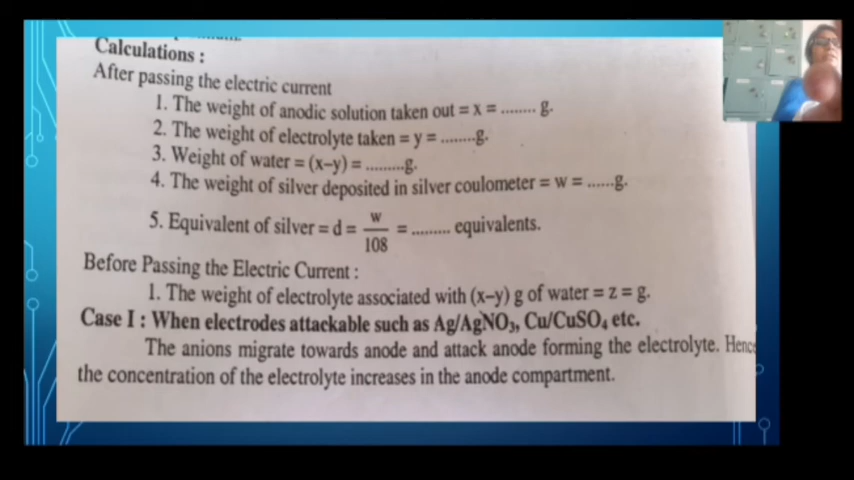 Calculations :
After passing the electric current
1. The weight of anodic solution taken out = x = ........ g.
2. The weight of electrolyte taken = y = ........g.
3. Weight of water = (x–y) = .........g.
4. The weight of silver deposited in silver coulometer = w = ......g.
5. Equivalent of silver = d = w/108 = ......... equivalents.
Before Passing the Electric Current :
1. The weight of electrolyte associated with (x–y) g of water = z = g.
Case I : When electrodes attackable such as Ag/AgNO₃, Cu/CuSO₄ etc.
The anions migrate towards anode and attack anode forming the electrolyte. Hence
the concentration of the electrolyte increases in the anode compartment.